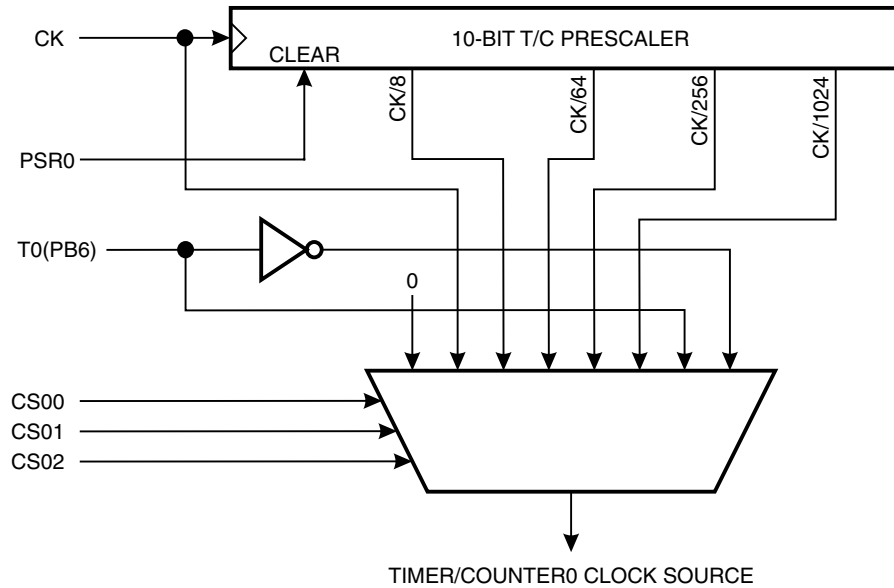 CK
10-BIT T/C PRESCALER
CLEAR
CK/8
CK/64
CK/256
CK/1024
PSR0
T0(PB6)
0
CS00
CS01
CS02
TIMER/COUNTER0 CLOCK SOURCE